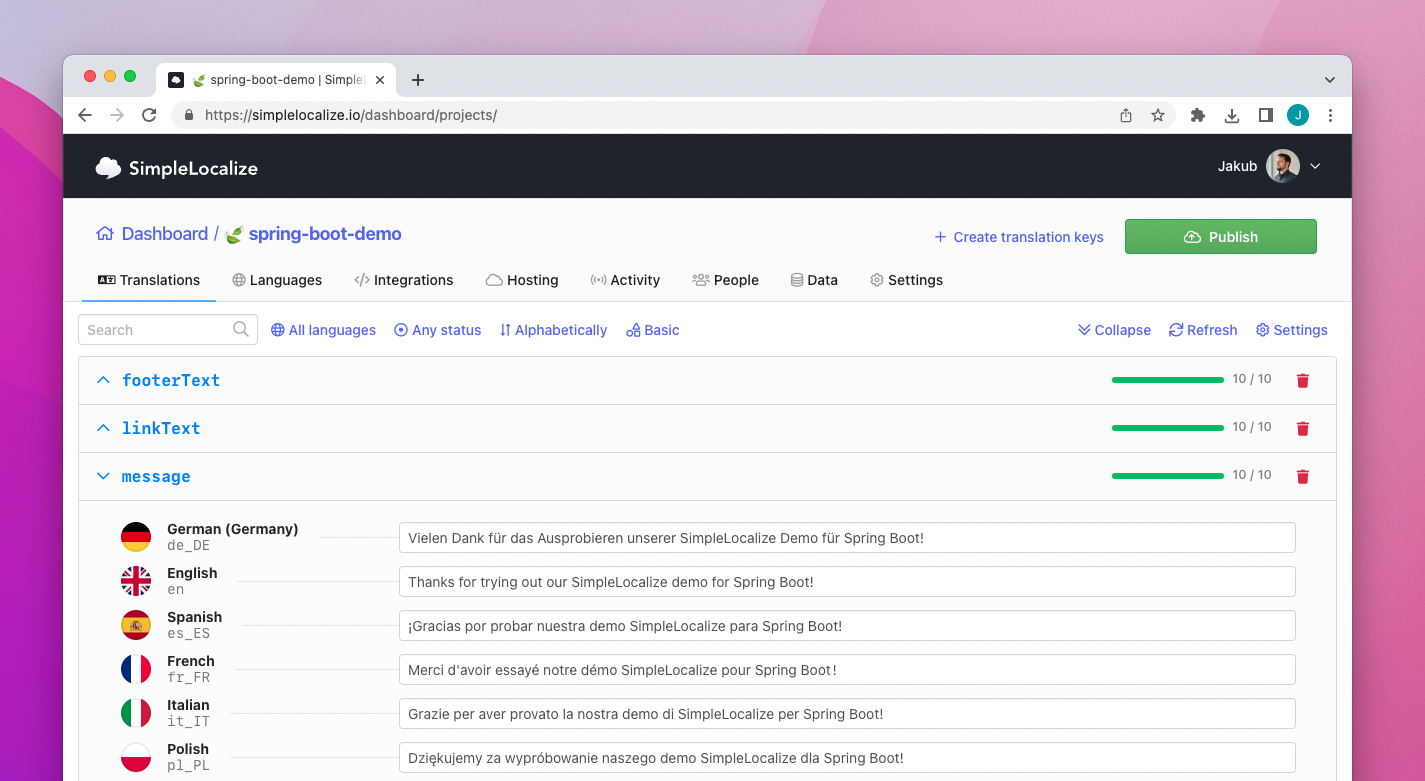 spring-boot-demo | Simple
https://simplelocalize.io/dashboard/projects/
J
SimpleLocalize
Jakub
Dashboard / spring-boot-demo
+ Create translation keys
Publish
Translations
Languages
Integrations
Hosting
Activity
People
Data
Settings
Search
All languages
Any status
Alphabetically
Basic
Collapse
Refresh
Settings
footerText
10 / 10
linkText
10 / 10
message
10 / 10
German (Germany)
de_DE
Vielen Dank für das Ausprobieren unserer SimpleLocalize Demo für Spring Boot!
English
en
Thanks for trying out our SimpleLocalize demo for Spring Boot!
Spanish
es_ES
¡Gracias por probar nuestra demo SimpleLocalize para Spring Boot!
French
fr_FR
Merci d'avoir essayé notre démo SimpleLocalize pour Spring Boot !
Italian
it_IT
Grazie per aver provato la nostra demo di SimpleLocalize per Spring Boot!
Polish
pl_PL
Dziękujemy za wypróbowanie naszego demo SimpleLocalize dla Spring Boot!